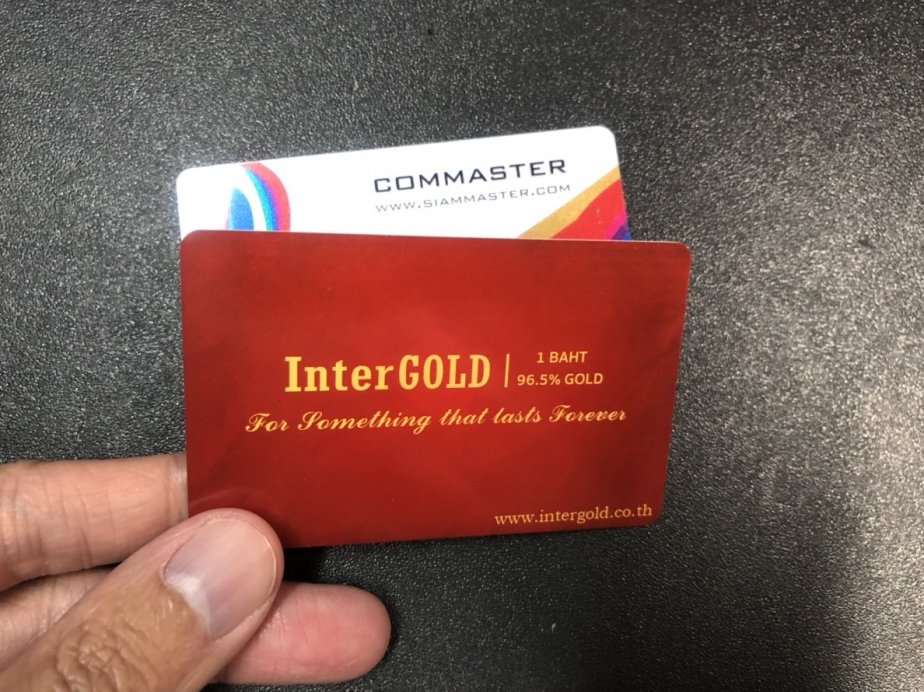 COMMASTER
WWW.SIAMMASTER.COM
InterGOLD | 1 BAHT
96.5% GOLD
For Something that lasts Forever
www.intergold.co.th